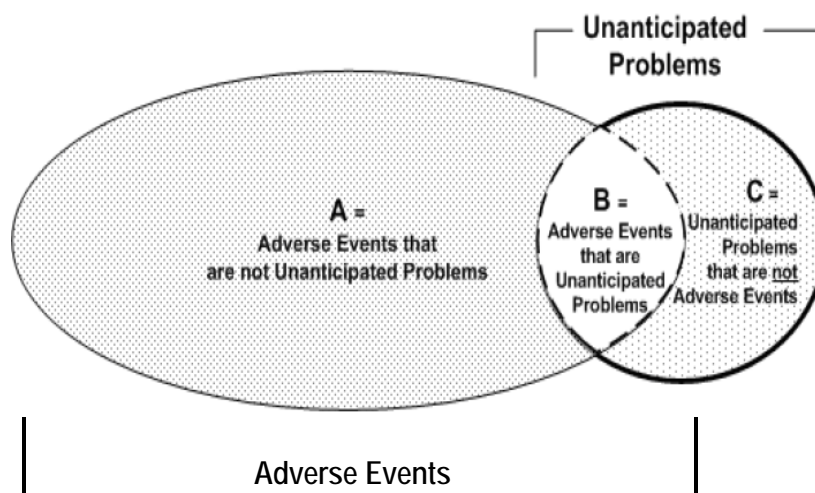 Unanticipated
Problems
A =
Adverse Events that
are not Unanticipated Problems
B =
Adverse Events
that are
Unanticipated
Problems
C =
Unanticipated
Problems
that are not
Adverse Events
Adverse Events